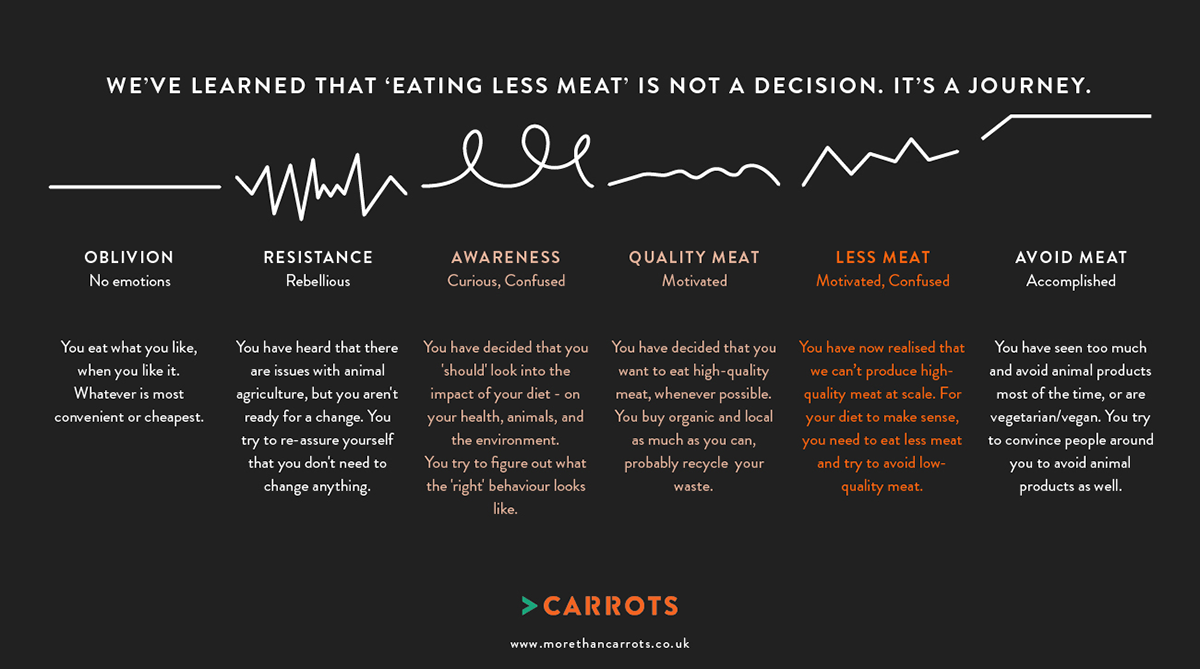 WE’VE LEARNED THAT ‘EATING LESS MEAT’ IS NOT A DECISION. IT’S A JOURNEY.
OBLIVION
No emotions
You eat what you like,
when you like it.
Whatever is most
convenient or cheapest.
RESISTANCE
Rebellious
You have heard that there
are issues with animal
agriculture, but you aren't
ready for a change. You
try to re-assure yourself
that you don't need to
change anything.
AWARENESS
Curious, Confused
You have decided that you
'should' look into the
impact of your diet - on
your health, animals, and
the environment.
You try to figure out what
the 'right' behaviour looks
like.
QUALITY MEAT
Motivated
You have decided that you
want to eat high-quality
meat, whenever possible.
You buy organic and local
as much as you can,
probably recycle your
waste.
LESS MEAT
Motivated, Confused
You have now realised that
we can’t produce high-
quality meat at scale. For
your diet to make sense,
you need to eat less meat
and try to avoid low-
quality meat.
AVOID MEAT
Accomplished
You have seen too much
and avoid animal products
most of the time, or are
vegetarian/vegan. You try
to convince people around
you to avoid animal
products as well.
>CARROTS
www.morethancarrots.co.uk